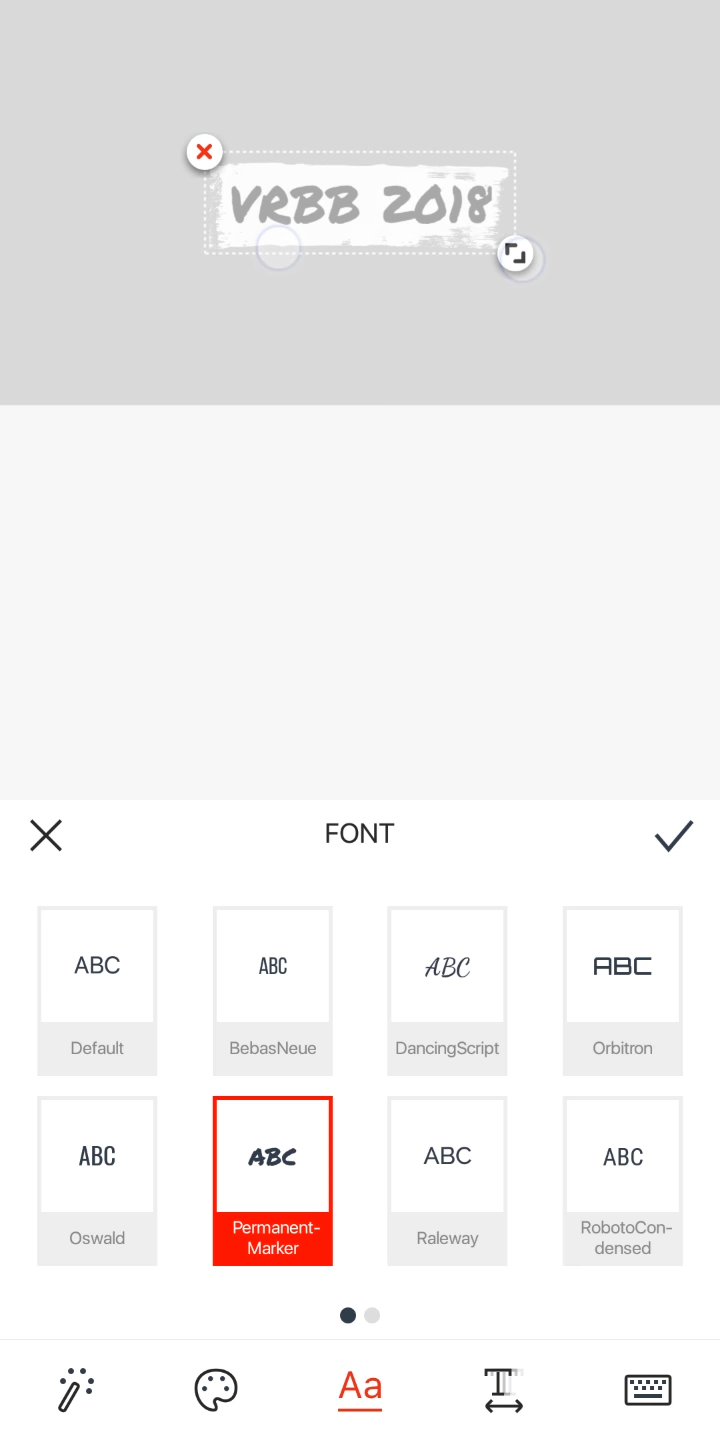 VRBB 2018
FONT
ABC
ABC
ABC
ABC
Default
BebasNeue
DancingScript
Orbitron
ABC
ABC
ABC
ABC
Oswald
Permanent-
Marker
Raleway
RobotoCon-
densed
Aa